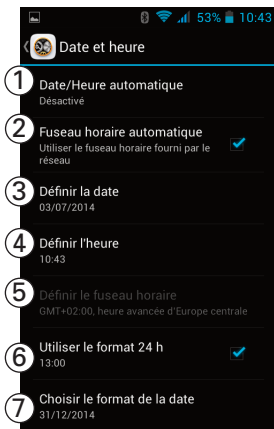 53% 10:43
Date et heure
1 Date/Heure automatique
Désactivé
2 Fuseau horaire automatique
Utiliser le fuseau horaire fourni par le
réseau
3 Définir la date
03/07/2014
4 Définir l'heure
10:43
5 Définir le fuseau horaire
GMT+02:00, heure avancée d'Europe centrale
6 Utiliser le format 24 h
13:00
7 Choisir le format de la date
31/12/2014